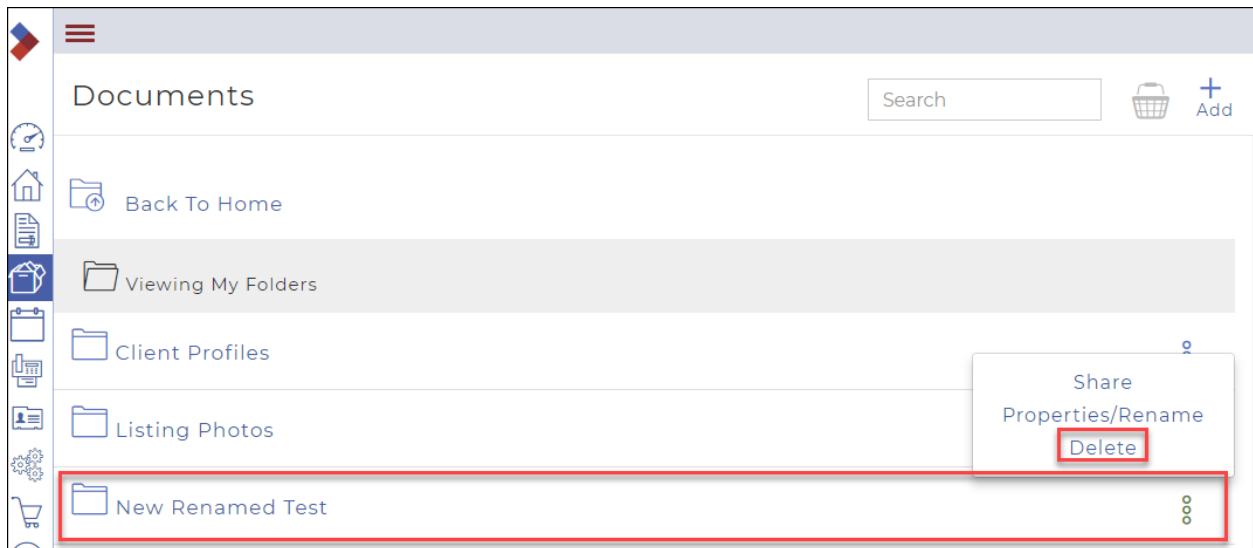 Documents
Search
Add
Back To Home
Viewing My Folders
Client Profiles
Share
Properties/Rename
Listing Photos
Delete
New Renamed Test